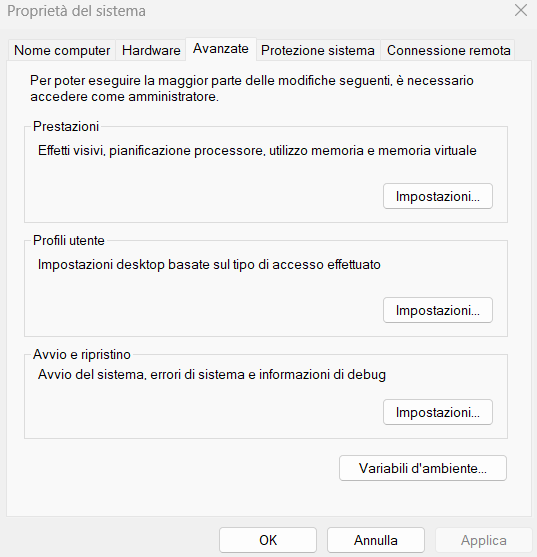 Proprietà del sistema
Nome computer Hardware Avanzate Protezione sistema Connessione remota
Per poter eseguire la maggior parte delle modifiche seguenti, è necessario
accedere come amministratore.
Prestazioni
Effetti visivi, pianificazione processore, utilizzo memoria e memoria virtuale
Impostazioni...
Profili utente
Impostazioni desktop basate sul tipo di accesso effettuato
Impostazioni...
Avvio e ripristino
Avvio del sistema, errori di sistema e informazioni di debug
Impostazioni...
Variabili d'ambiente...
OK Annulla Applica